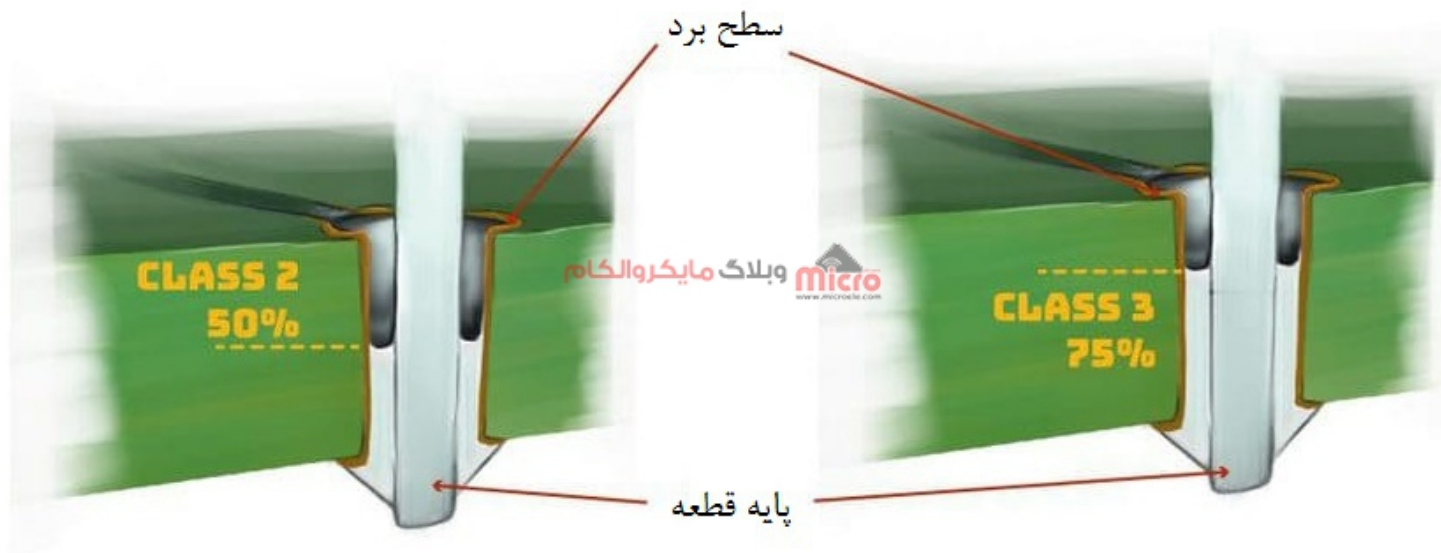 سطح برد
CLASS 2
50%
وبلاگ مایکروالکام
micro
www.microele.com
CLASS 3
75%
پایه قطعه